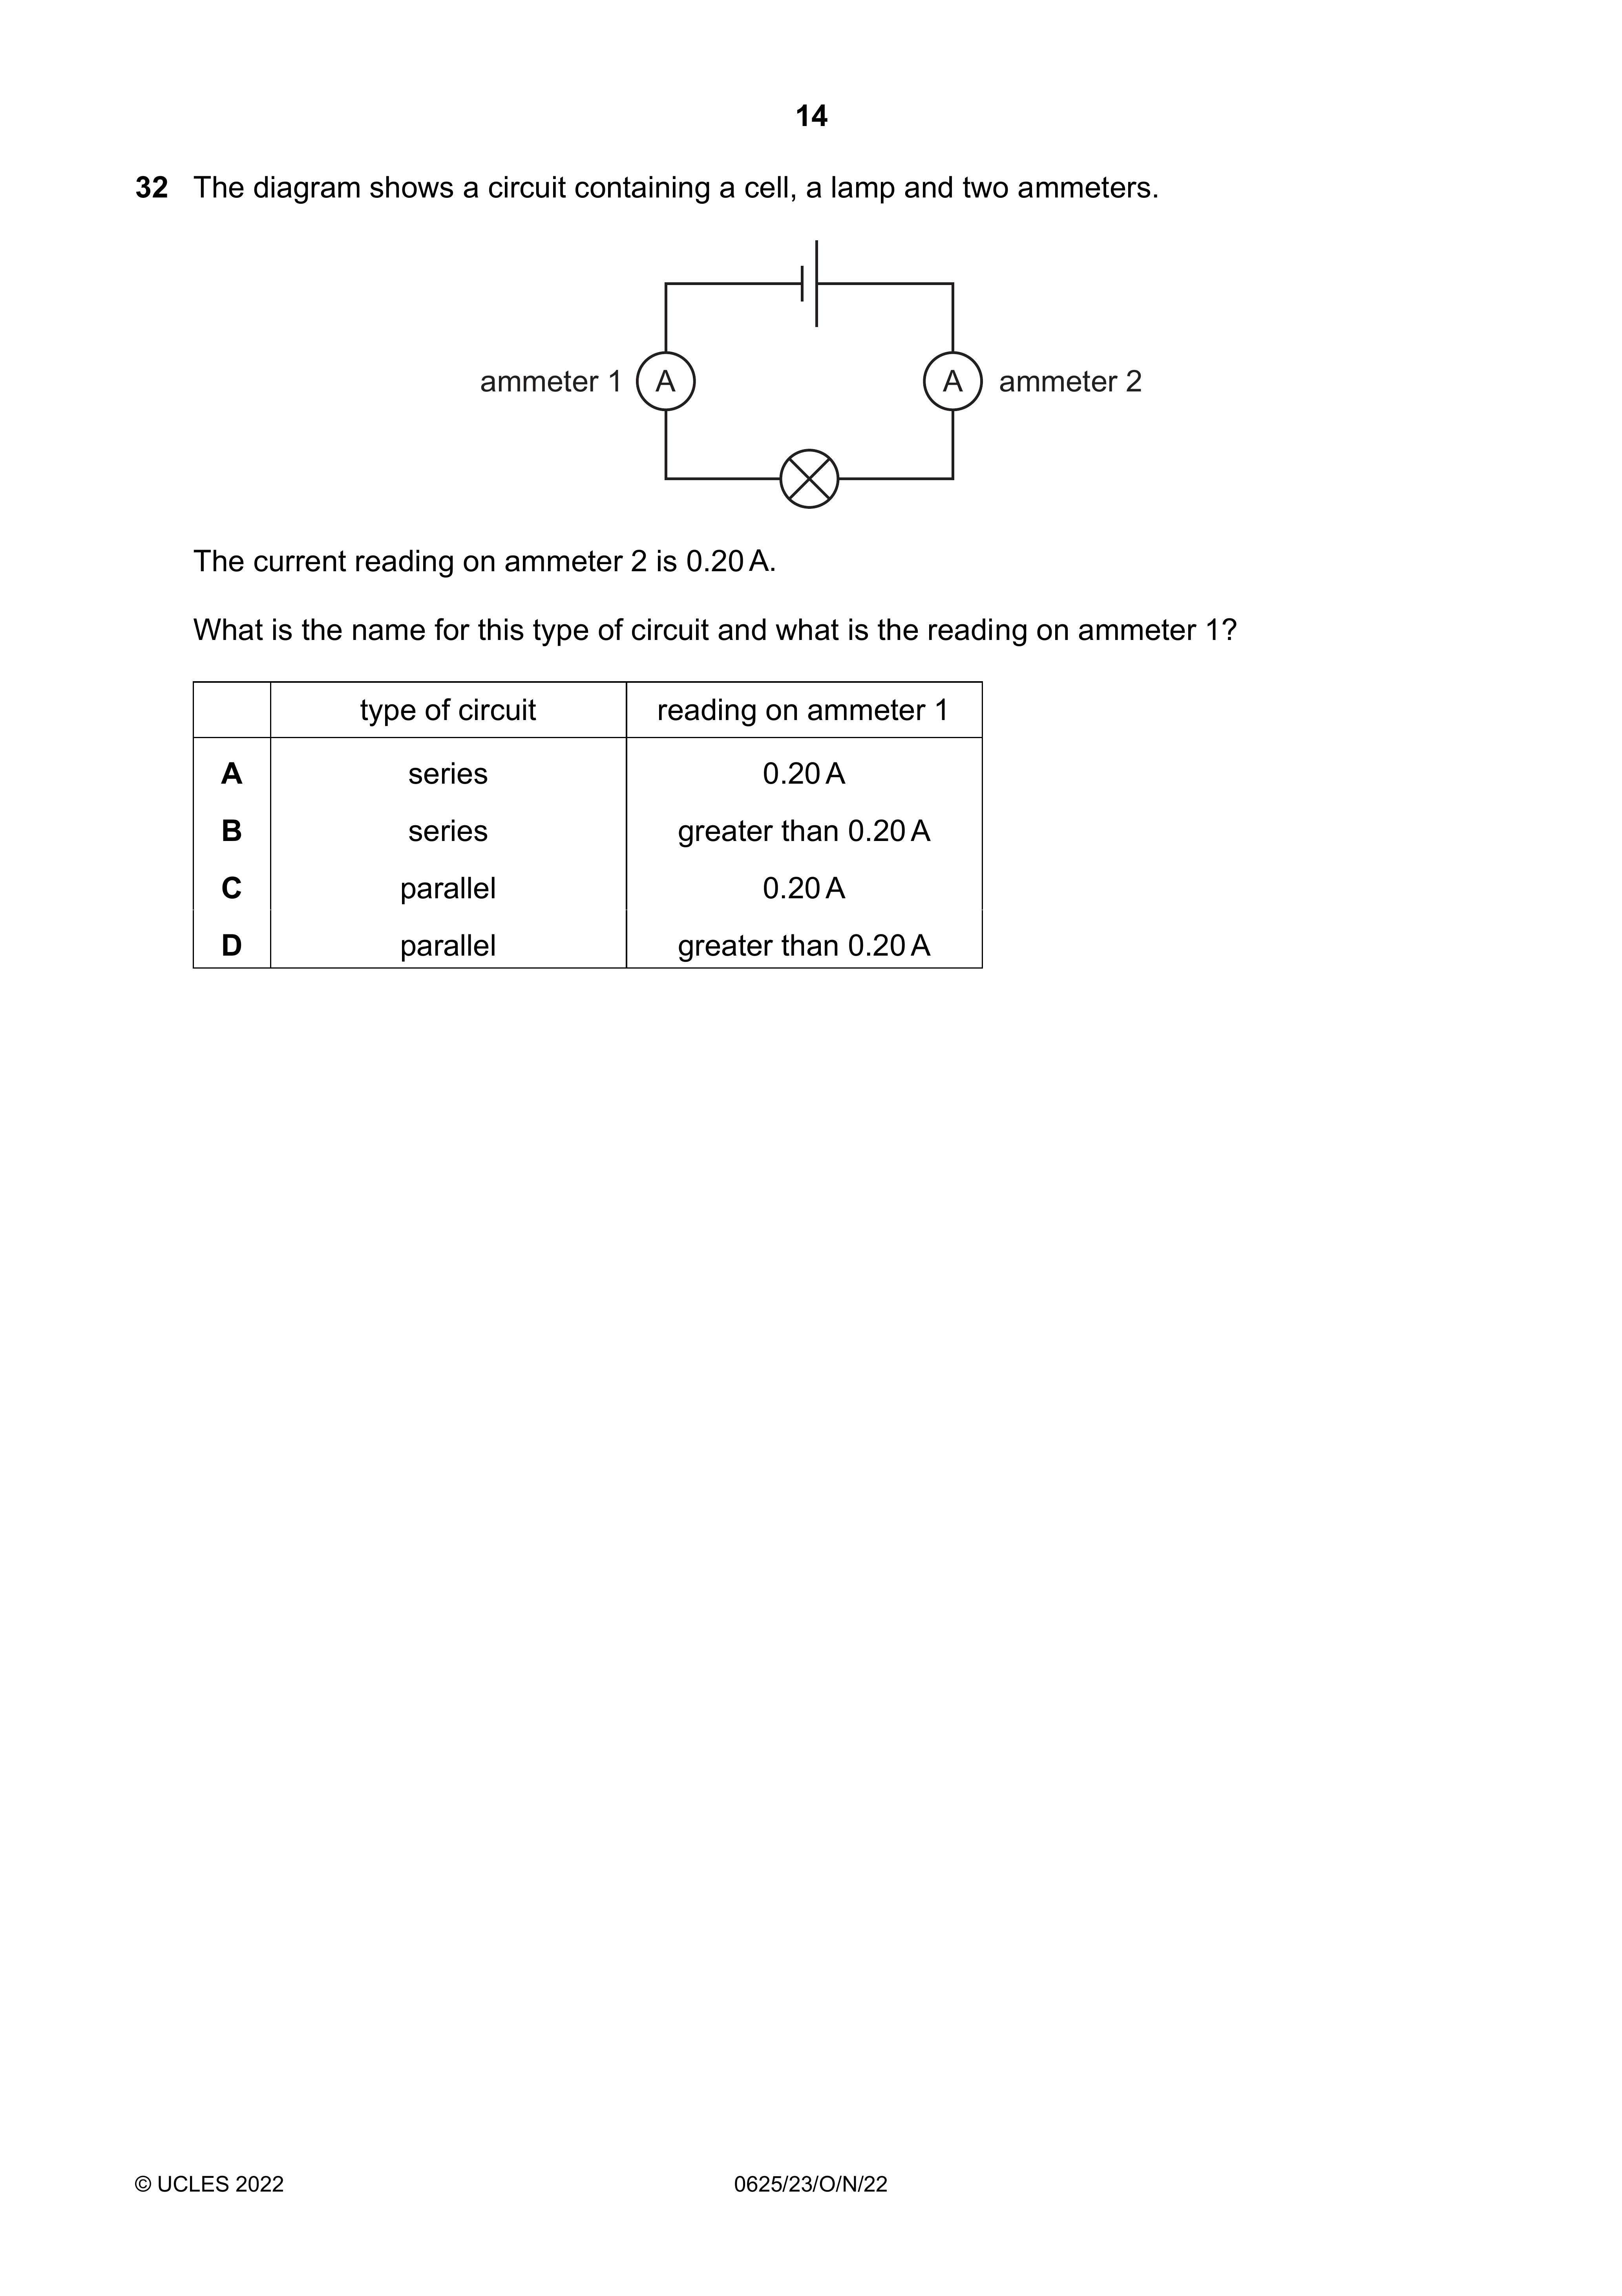 14
32 The diagram shows a circuit containing a cell, a lamp and two ammeters.
ammeter 1 A A ammeter 2
The current reading on ammeter 2 is 0.20 A.
What is the name for this type of circuit and what is the reading on ammeter 1?
type of circuit reading on ammeter 1
A series 0.20 A
B series greater than 0.20 A
C parallel 0.20 A
D parallel greater than 0.20 A
© UCLES 2022 0625/23/O/N/22